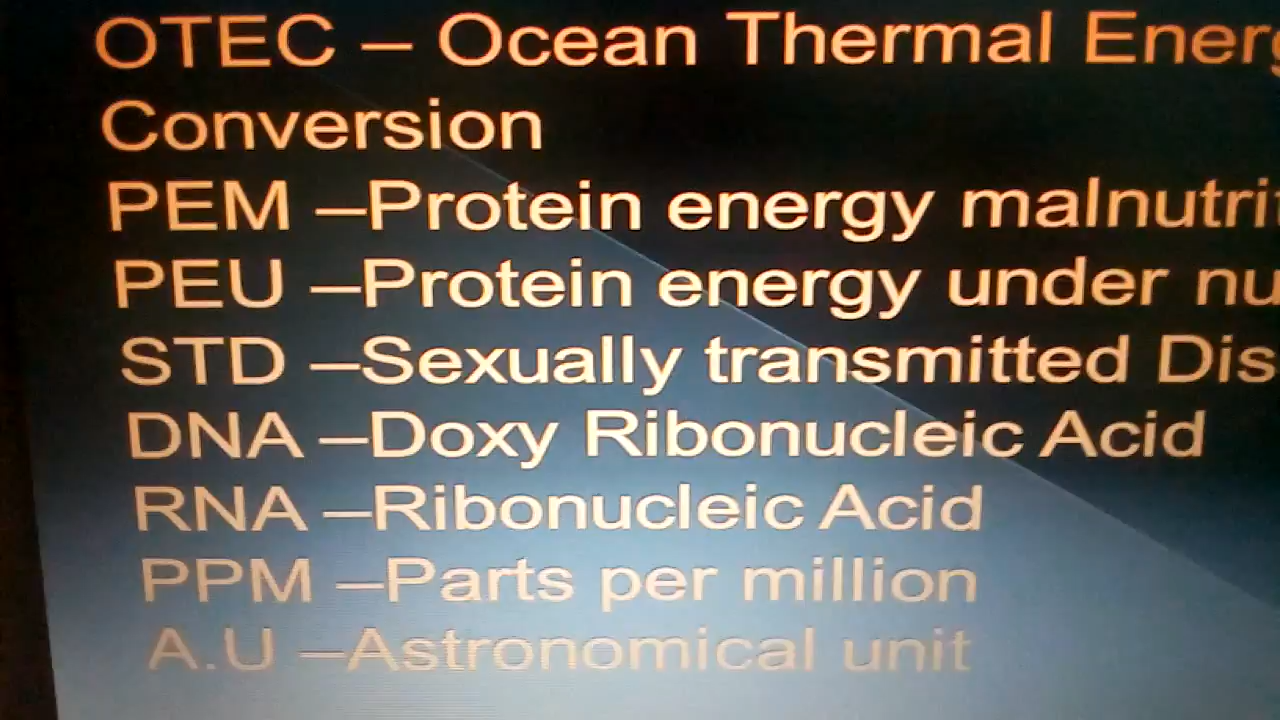 OTEC – Ocean Thermal Energ
Conversion
PEM –Protein energy malnutri
PEU –Protein energy under nu
STD –Sexually transmitted Dis
DNA –Doxy Ribonucleic Acid
RNA –Ribonucleic Acid
PPM –Parts per million
A.U –Astronomical unit